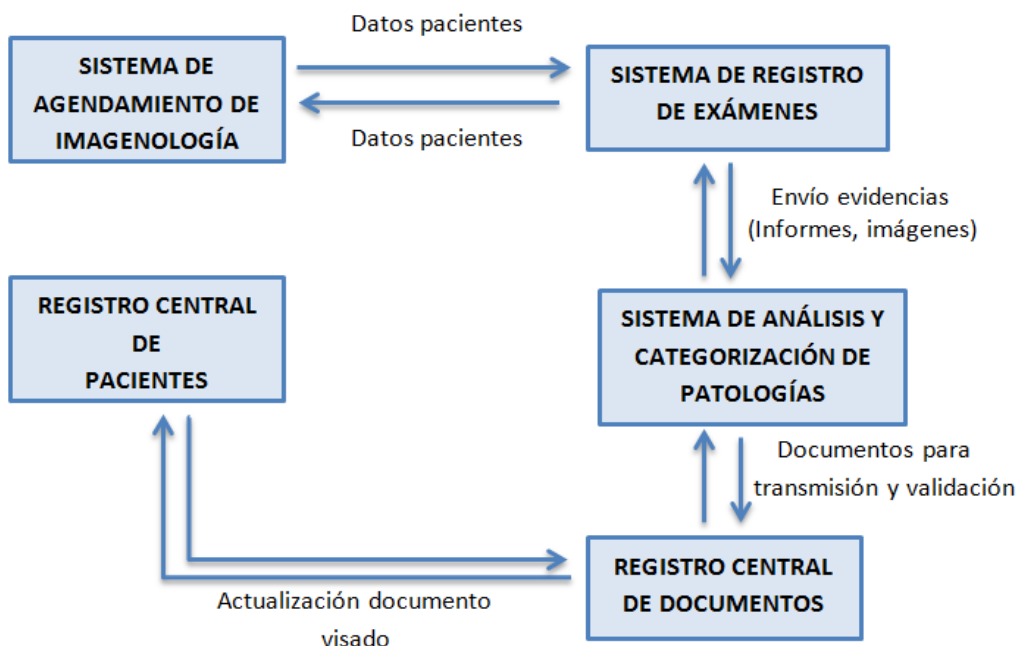 Datos pacientes
SISTEMA DE
AGENDAMIENTO DE
IMAGENOLOGÍA
SISTEMA DE REGISTRO
DE EXÁMENES
Datos pacientes
Envío evidencias
(Informes, imágenes)
REGISTRO CENTRAL
DE
PACIENTES
SISTEMA DE ANÁLISIS Y
CATEGORIZACIÓN DE
PATOLOGÍAS
Documentos para
transmisión y validación
REGISTRO CENTRAL
DE DOCUMENTOS
Actualización documento
visado